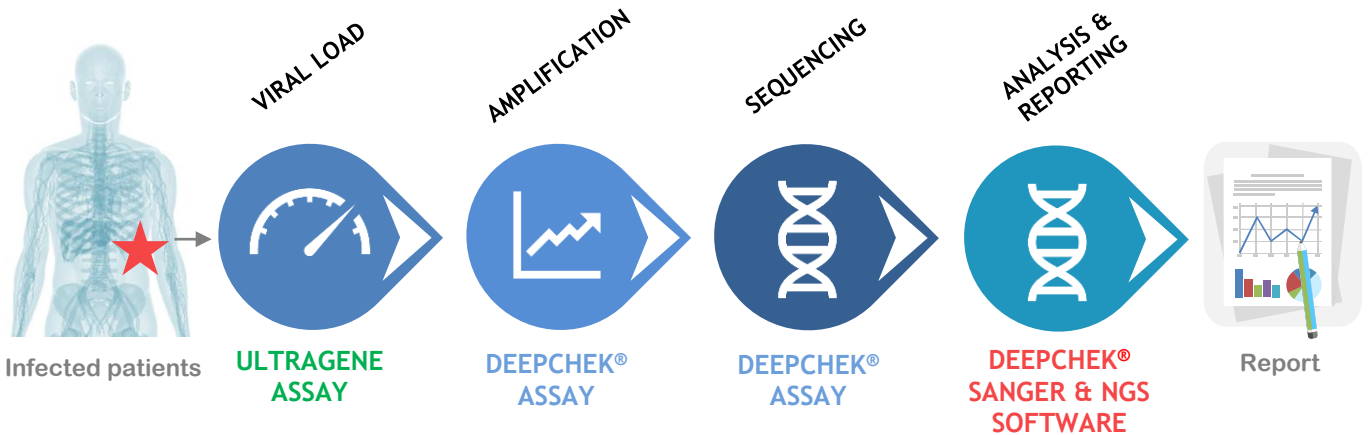 VIRAL LOAD
AMPLIFICATION
SEQUENCING
ANALYSIS &
REPORTING
Infected patients
ULTRAGENE
ASSAY
DEEPCHEK®
ASSAY
DEEPCHEK®
ASSAY
DEEPCHEK®
SANGER & NGS
SOFTWARE
Report